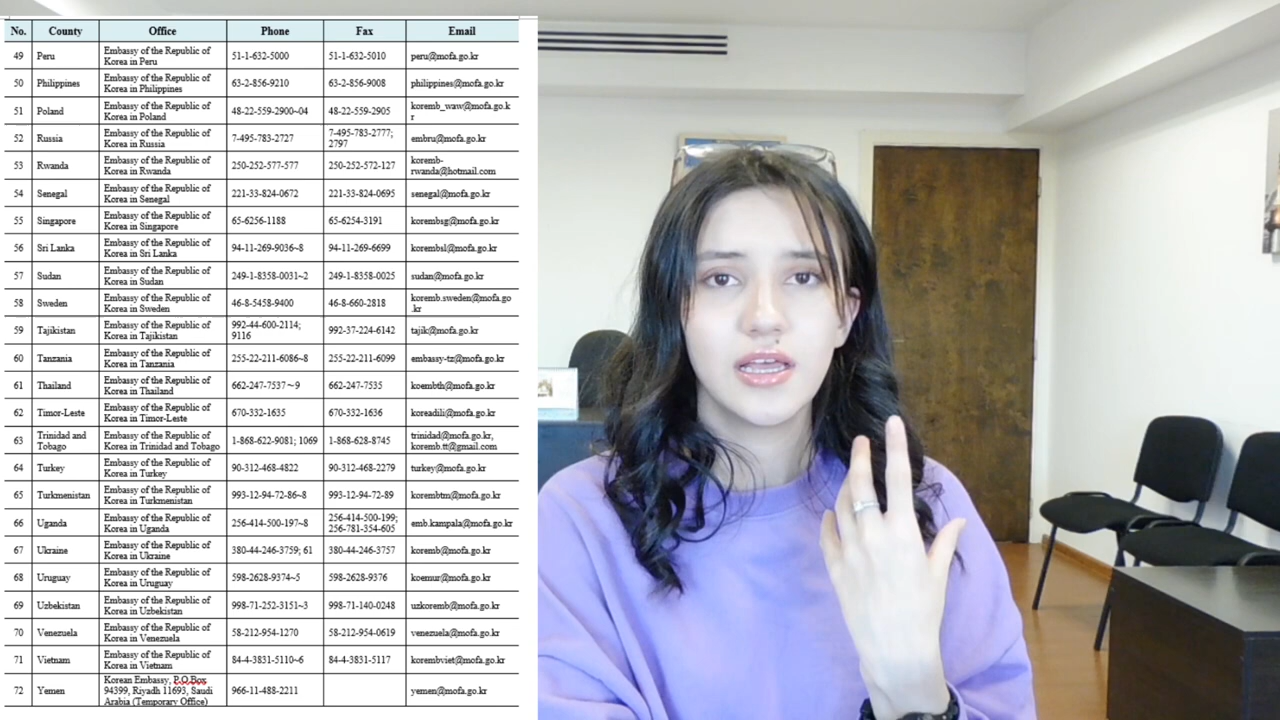 No. County Office Phone Fax Email
49 Peru Embassy of the Republic of Korea in Peru 51-1-632-5000 51-1-632-5010 peru@mofa.go.kr
50 Philippines Embassy of the Republic of Korea in Philippines 63-2-856-9210 63-2-856-9008 philippines@mofa.go.kr
51 Poland Embassy of the Republic of Korea in Poland 48-22-559-2900~04 48-22-559-2905 koremb_waw@mofa.go.kr
52 Russia Embassy of the Republic of Korea in Russia 7-495-783-2727 7-495-783-2777; 2797 embru@mofa.go.kr
53 Rwanda Embassy of the Republic of Korea in Rwanda 250-252-577-577 250-252-572-127 koremb-rwanda@hotmail.com
54 Senegal Embassy of the Republic of Korea in Senegal 221-33-824-0672 221-33-824-0695 senegal@mofa.go.kr
55 Singapore Embassy of the Republic of Korea in Singapore 65-6256-1188 65-6254-3191 korembsg@mofa.go.kr
56 Sri Lanka Embassy of the Republic of Korea in Sri Lanka 94-11-269-9036~8 94-11-269-6699 korembsl@mofa.go.kr
57 Sudan Embassy of the Republic of Korea in Sudan 249-1-8358-0031~2 249-1-8358-0025 sudan@mofa.go.kr
58 Sweden Embassy of the Republic of Korea in Sweden 46-8-5458-9400 46-8-660-2818 koremb.sweden@mofa.go.kr
59 Tajikistan Embassy of the Republic of Korea in Tajikistan 992-44-600-2114; 9116 992-37-224-6142 tajik@mofa.go.kr
60 Tanzania Embassy of the Republic of Korea in Tanzania 255-22-211-6086~8 255-22-211-6099 embassy-tz@mofa.go.kr
61 Thailand Embassy of the Republic of Korea in Thailand 662-247-7537~9 662-247-7535 koembth@mofa.go.kr
62 Timor-Leste Embassy of the Republic of Korea in Timor-Leste 670-332-1635 670-332-1636 koreadili@mofa.go.kr
63 Trinidad and Tobago Embassy of the Republic of Korea in Trinidad and Tobago 1-868-622-9081; 1069 1-868-628-8745 trinidad@mofa.go.kr, koremb.tt@gmail.com
64 Turkey Embassy of the Republic of Korea in Turkey 90-312-468-4822 90-312-468-2279 turkey@mofa.go.kr
65 Turkmenistan Embassy of the Republic of Korea in Turkmenistan 993-12-94-72-86~8 993-12-94-72-89 korembtm@mofa.go.kr
66 Uganda Embassy of the Republic of Korea in Uganda 256-414-500-197~8 256-414-500-199; 256-781-354-605 emb.kampala@mofa.go.kr
67 Ukraine Embassy of the Republic of Korea in Ukraine 380-44-246-3759; 61 380-44-246-3757 koremb@mofa.go.kr
68 Uruguay Embassy of the Republic of Korea in Uruguay 598-2628-9374~5 598-2628-9376 koemur@mofa.go.kr
69 Uzbekistan Embassy of the Republic of Korea in Uzbekistan 998-71-252-3151~3 998-71-140-0248 uzkoremb@mofa.go.kr
70 Venezuela Embassy of the Republic of Korea in Venezuela 58-212-954-1270 58-212-954-0619 venezuela@mofa.go.kr
71 Vietnam Embassy of the Republic of Korea in Vietnam 84-4-3831-5110~6 84-4-3831-5117 korembviet@mofa.go.kr
72 Yemen Korean Embassy, P.O.Box 94399, Riyadh 11693, Saudi Arabia (Temporary Office) 966-11-488-2211 yemen@mofa.go.kr